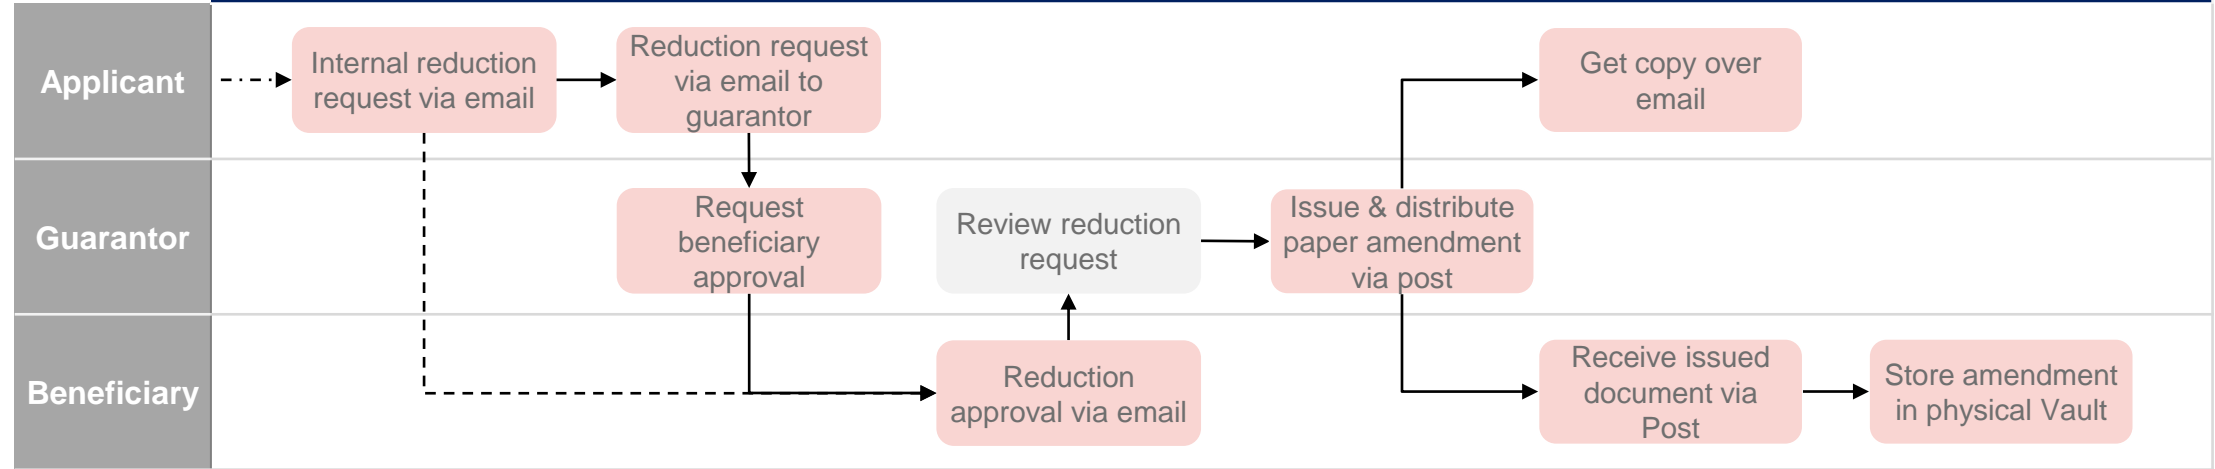 Applicant
Internal reduction
request via email
Reduction request
via email to
guarantor
Get copy over
email
Guarantor
Request
beneficiary
approval
Review reduction
request
Issue & distribute
paper amendment
via post
Beneficiary
Reduction
approval via email
Receive issued
document via
Post
Store amendment
in physical Vault